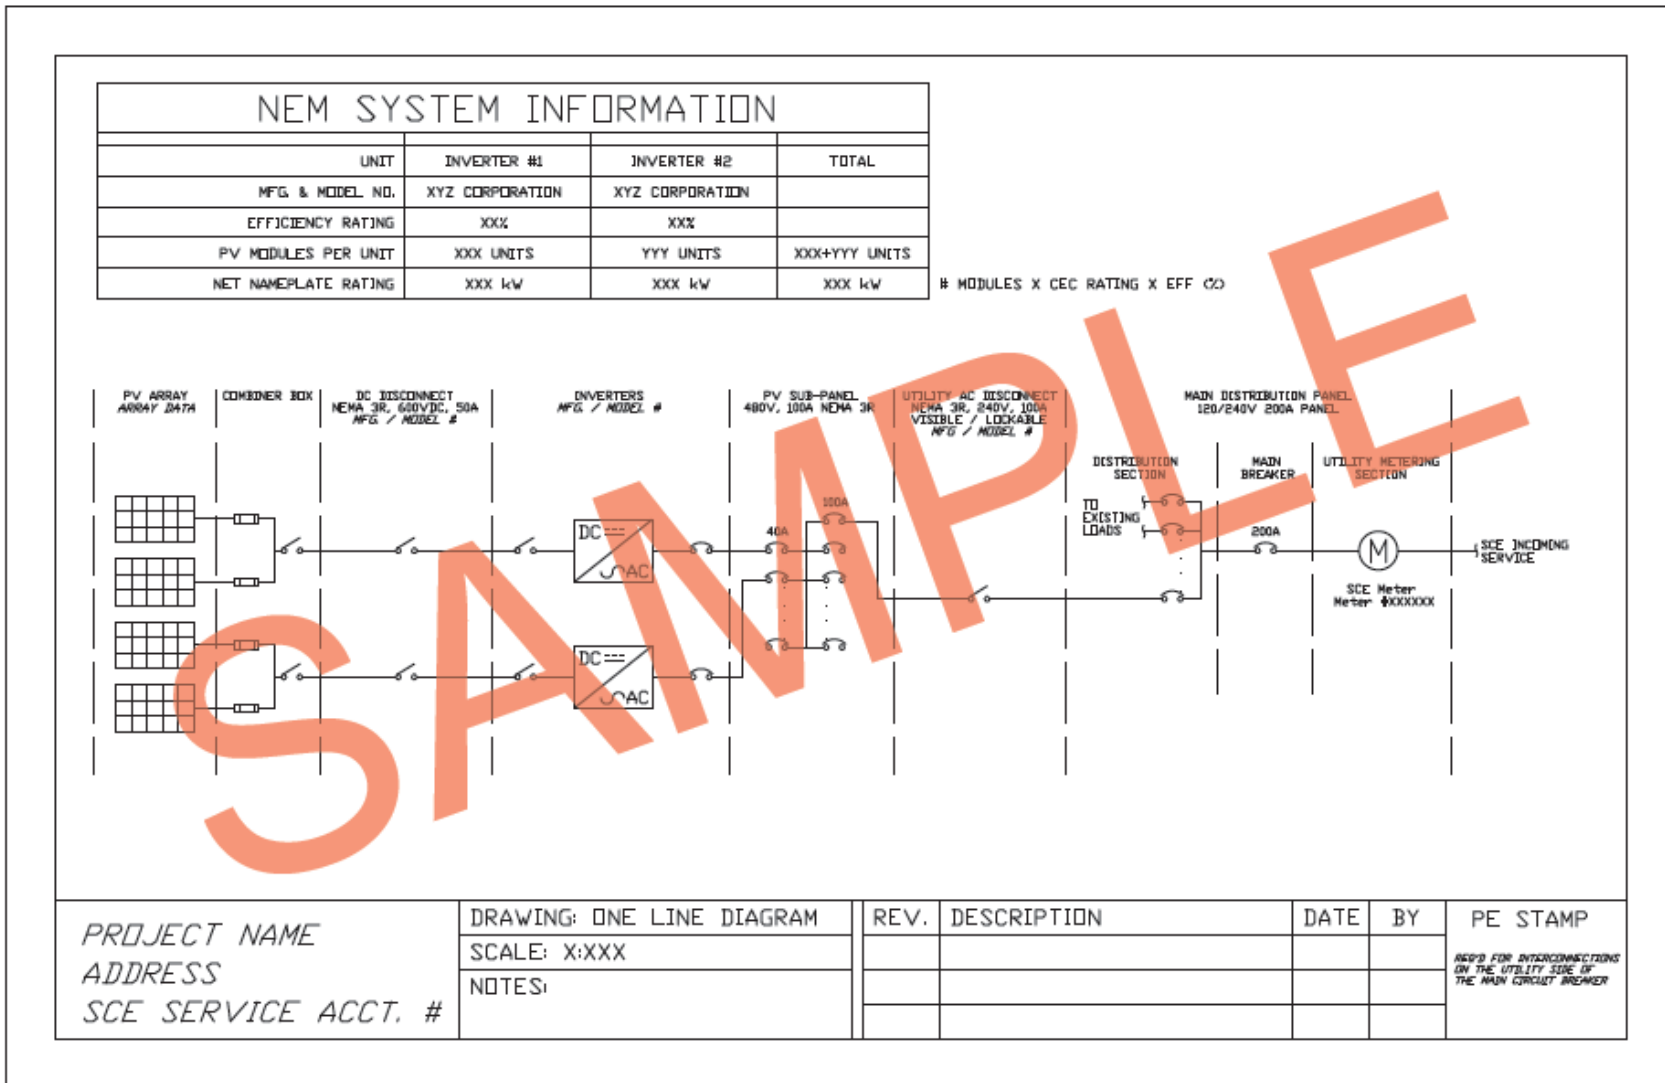 NEM SYSTEM INFORMATION
UNIT INVERTER #1 INVERTER #2 TOTAL
MFG. & MODEL NO. XYZ CORPORATION XYZ CORPORATION
EFFICIENCY RATING XX% XX%
PV MODULES PER UNIT XXX UNITS YYY UNITS XXX+YYY UNITS
NET NAMEPLATE RATING XXX kW XXX kW XXX kW # MODULES X CEC RATING X EFF (%)
PV ARRAY
ARRAY DATA
COMBINER BOX
DC DISCONNECT
NEMA 3R, 600VDC, 50A
MFG. / MODEL #
INVERTERS
MFG. / MODEL #
PV SUB-PANEL
480V, 100A NEMA 3R
UTILITY AC DISCONNECT
NEMA 3R, 240V, 100A
VISIBLE / LOCKABLE
MFG / MODEL #
MAIN DISTRIBUTION PANEL
120/240V 200A PANEL
DISTRIBUTION
SECTION
MAIN
BREAKER
UTILITY METERING
SECTION
100A
40A
TO
EXISTING
LOADS
200A
DC
AC
DC
AC
M
SCE INCOMING
SERVICE
SCE Meter
Meter #XXXXXX
SAMPLE
PROJECT NAME
ADDRESS
SCE SERVICE ACCT. #
DRAWING: ONE LINE DIAGRAM
SCALE: X:XXX
NOTES:
REV. DESCRIPTION DATE BY
PE STAMP
REQ'D FOR INTERCONNECTIONS
ON THE UTILITY SIDE OF
THE MAIN CIRCUIT BREAKER